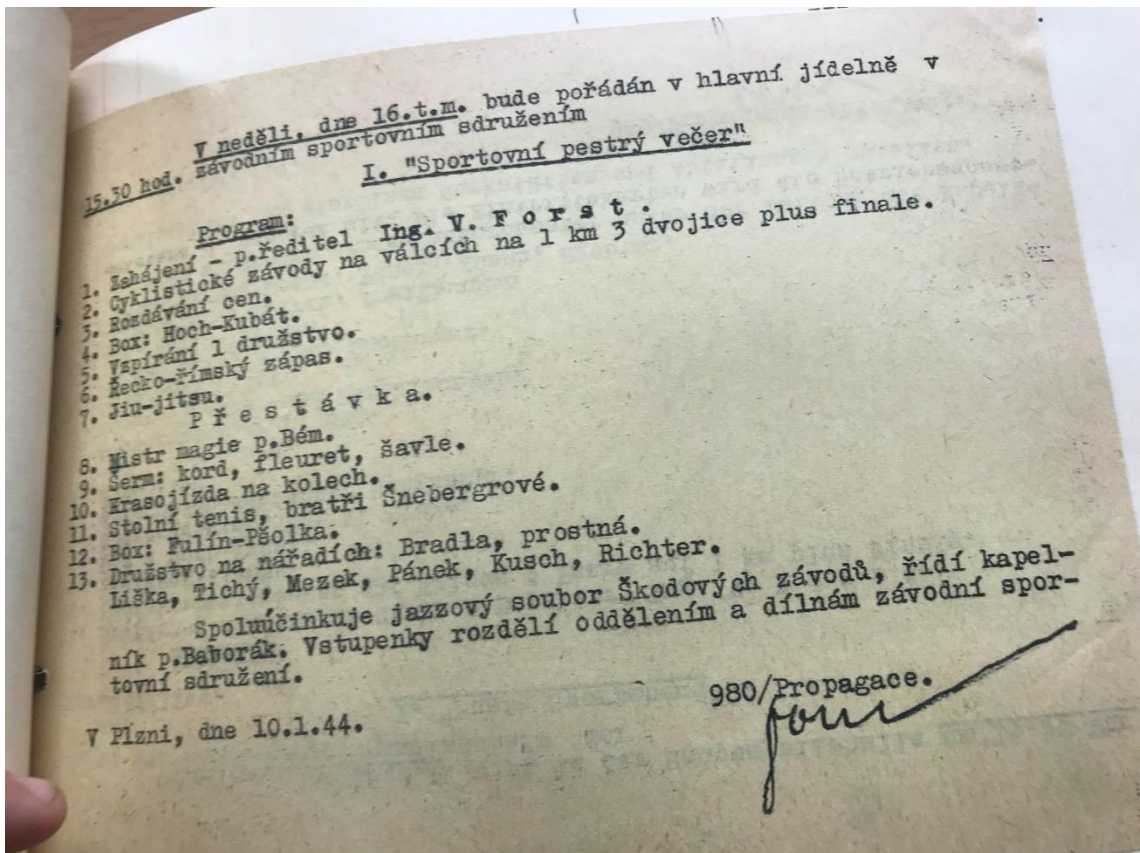 V neděli, dne 16.t.m. bude pořádán v hlavní jídelně v
15.30 hod. závodním sportovním sdružením
I. "Sportovní pestrý večer"
Program:
1. Zahájení - p.ředitel Ing. V. F o r s t .
2. Cyklistické závody na válcích na 1 km 3 dvojice plus finale.
3. Rozdávání cen.
4. Box: Hoch-Kubát.
5. Vzpírání 1 družstvo.
6. Řecko-římský zápas.
7. Jiu-jitsu.
P ř e s t á v k a.
8. Mistr magie p.Bém.
9. Šerm: kord, fleuret, šavle.
10. Krasojízda na kolech.
11. Stolní tenis, bratři Šnebergrové.
12. Box: Fulín-Pšolka.
13. Družstvo na nářadích: Bradla, prostná.
Liška, Tichý, Mezek, Pánek, Kusch, Richter.
Spoluúčinkuje jazzový soubor Škodových závodů, řídí kapel-
ník p.Baborák. Vstupenky rozdělí oddělením a dílnám závodní spor-
tovní sdružení.
980/Propagace.
V Plzni, dne 10.1.44.